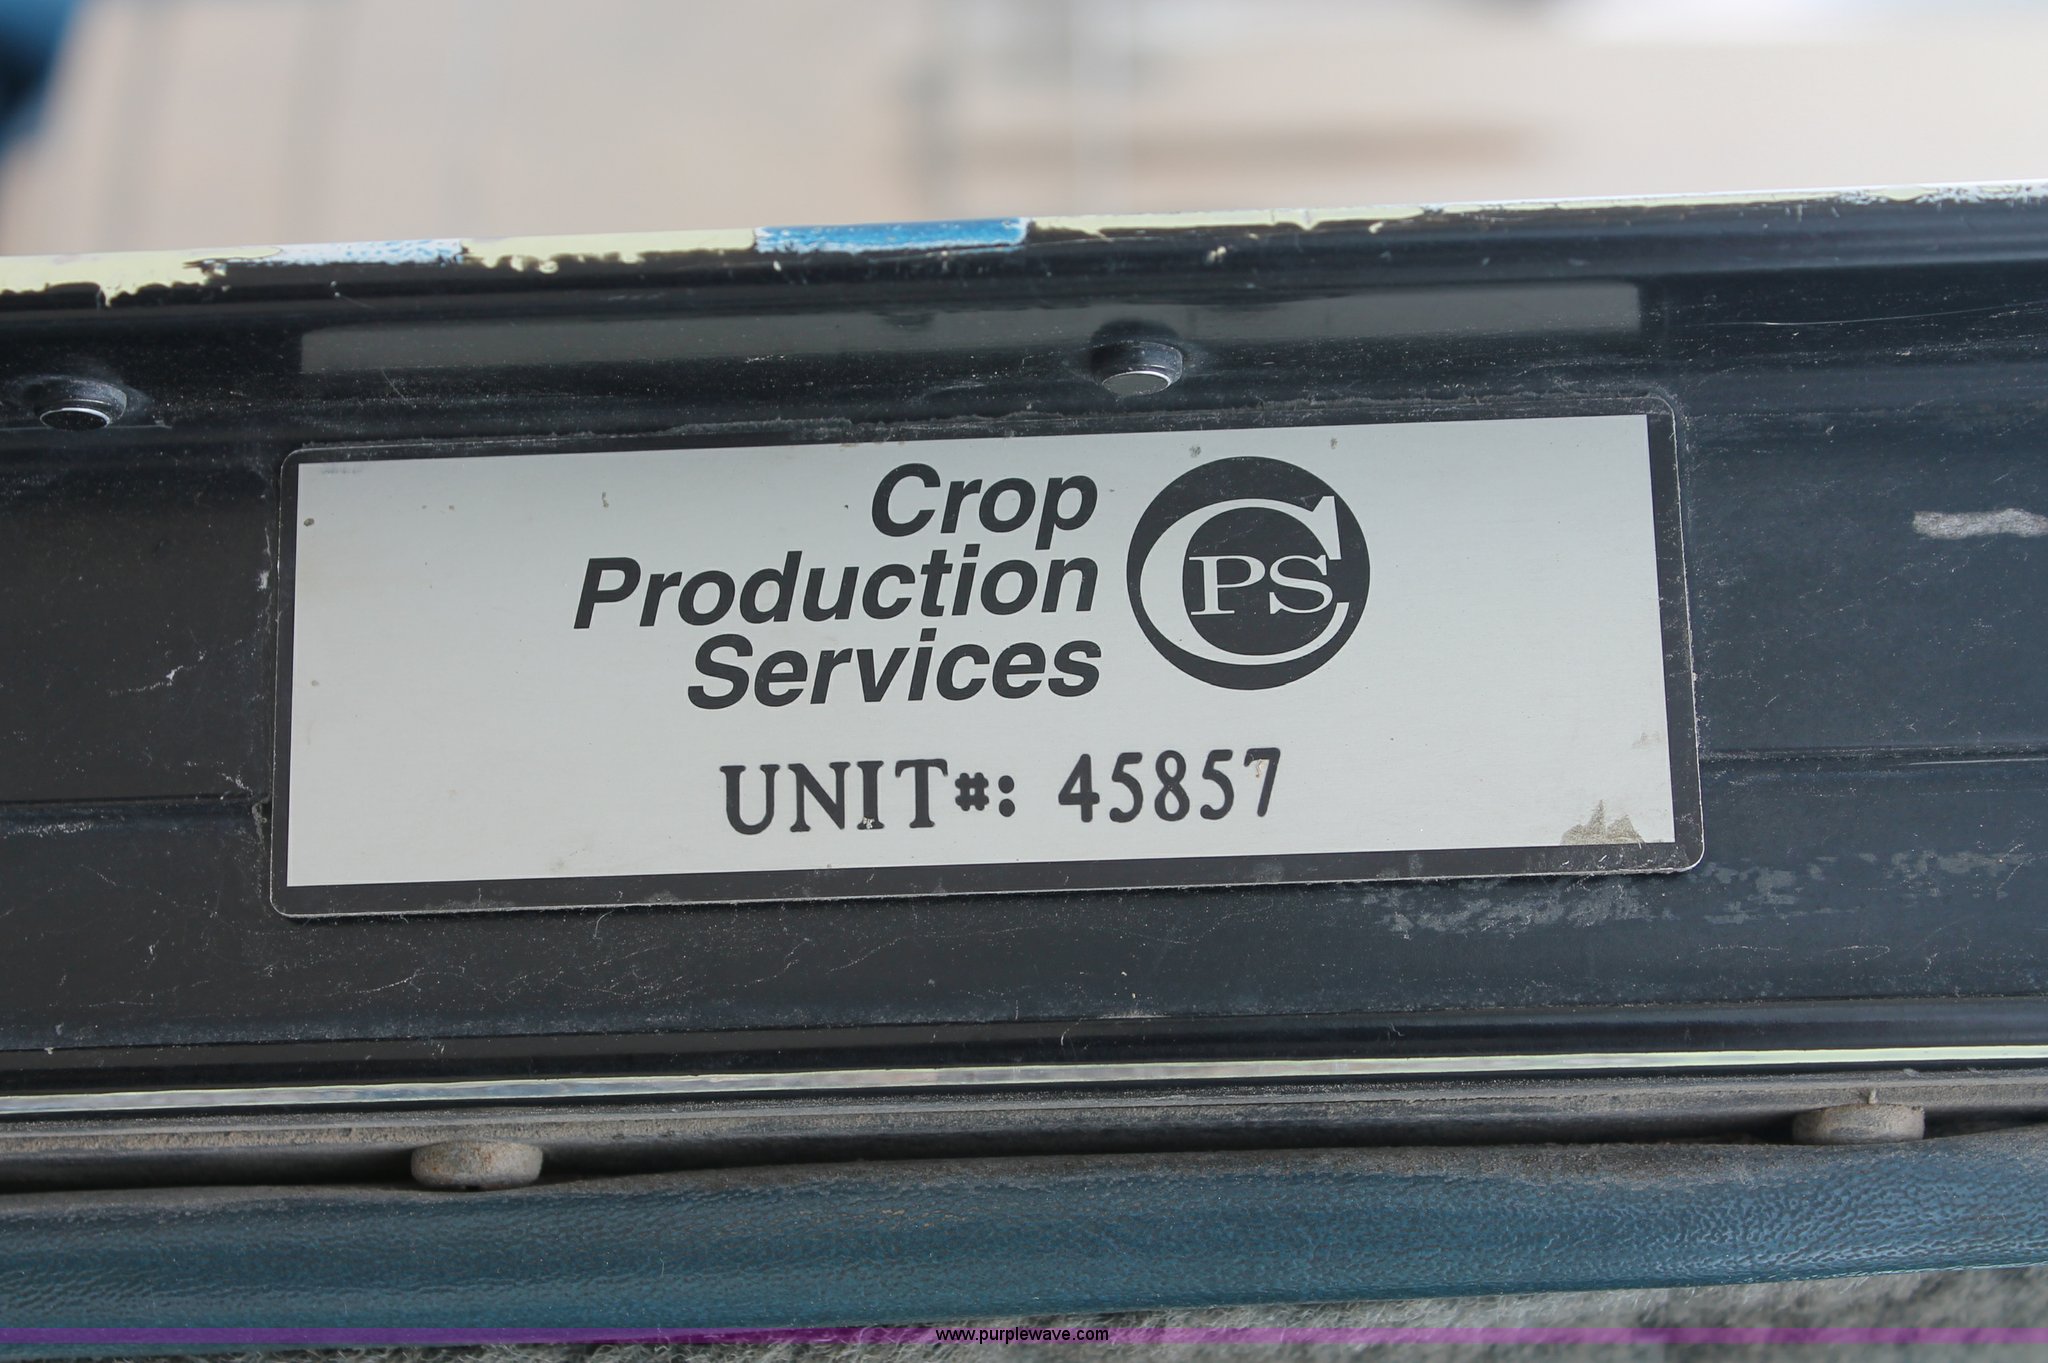 Crop
Production
Services
CPS
UNIT#: 45857
www.purplewave.com